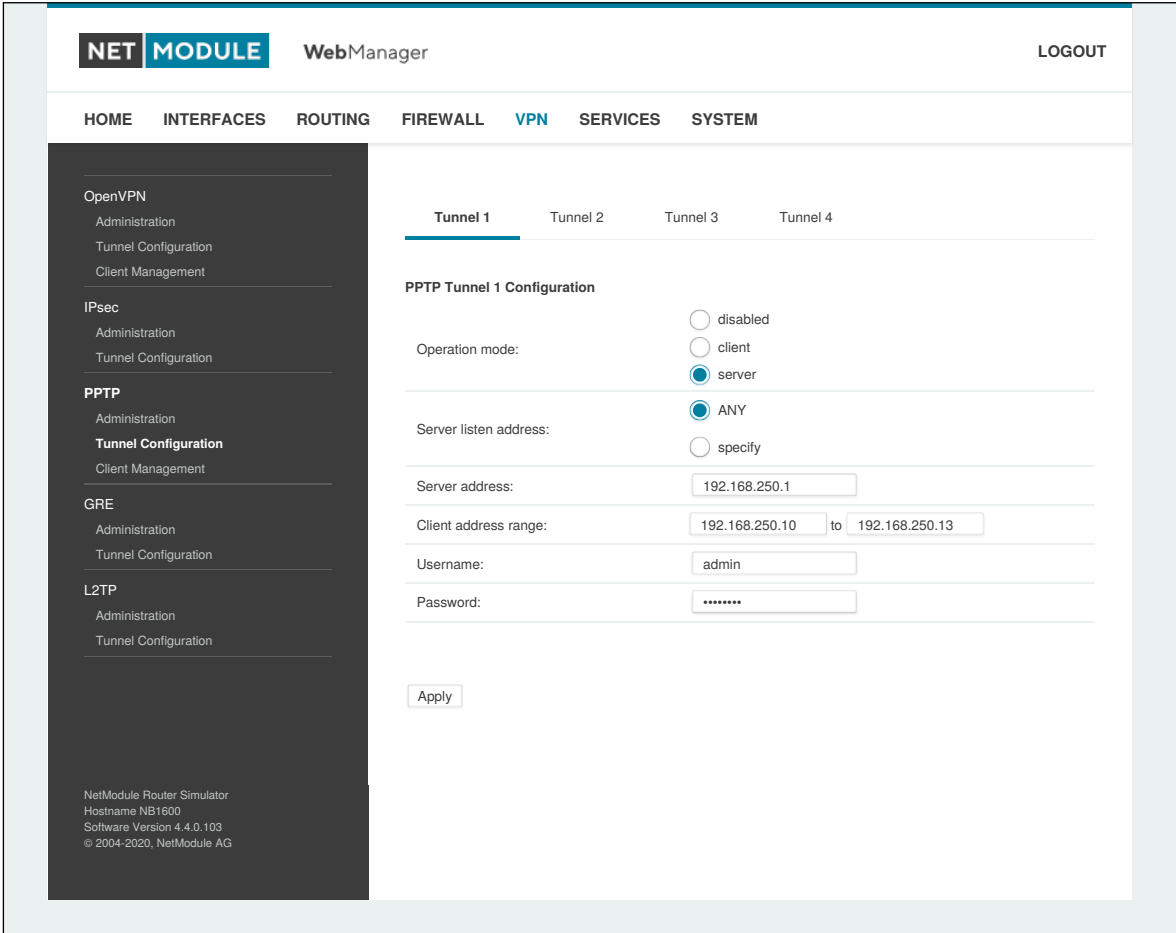 NET MODULE WebManager LOGOUT
HOME INTERFACES ROUTING FIREWALL VPN SERVICES SYSTEM
OpenVPN
Administration
Tunnel Configuration
Client Management
IPsec
Administration
Tunnel Configuration
PPTP
Administration
Tunnel Configuration
Client Management
GRE
Administration
Tunnel Configuration
L2TP
Administration
Tunnel Configuration
NetModule Router Simulator
Hostname NB1600
Software Version 4.4.0.103
© 2004-2020, NetModule AG
Tunnel 1 Tunnel 2 Tunnel 3 Tunnel 4
PPTP Tunnel 1 Configuration
Operation mode:
disabled
client
server
Server listen address:
ANY
specify
Server address: 192.168.250.1
Client address range: 192.168.250.10 to 192.168.250.13
Username: admin
Password: ••••••••
Apply